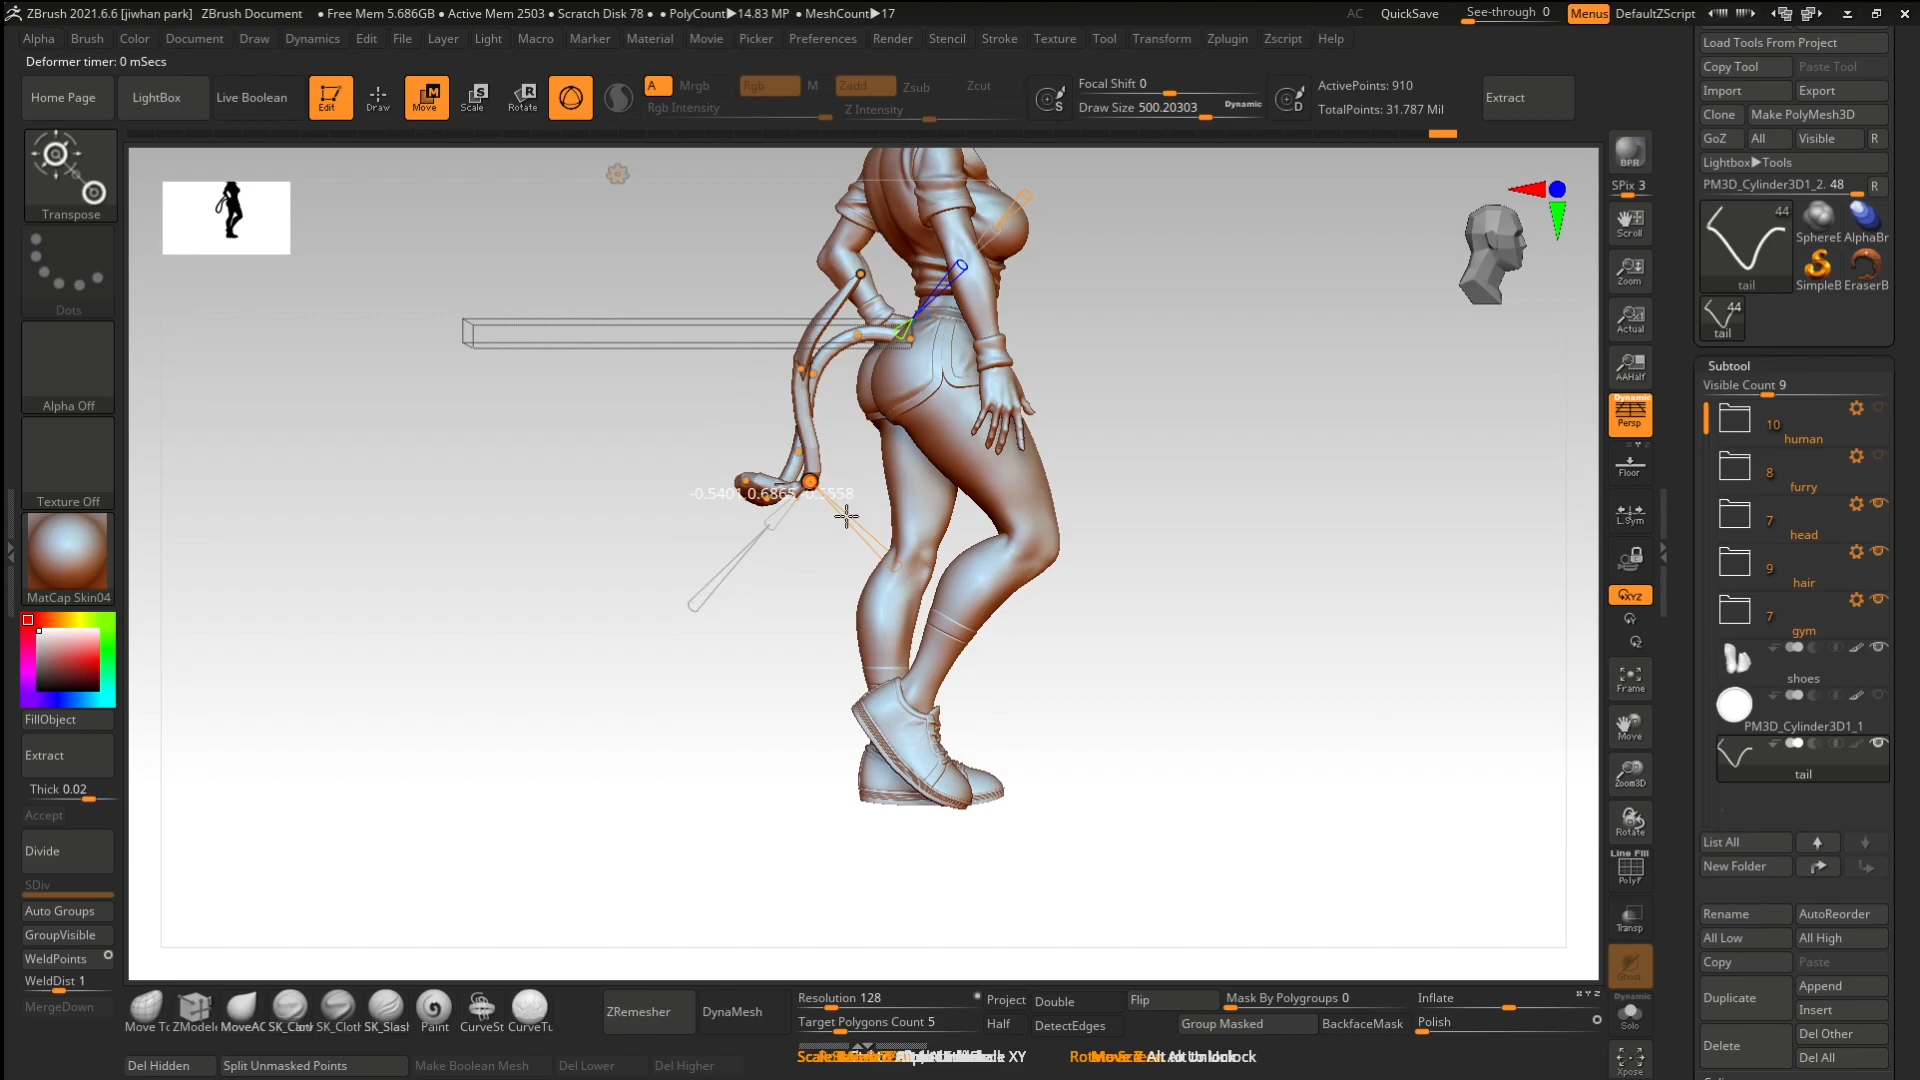 ZBrush 2021.6.6 [jiwhan park] ZBrush Document ● Free Mem 5.686GB ● Active Mem 2503 ● Scratch Disk 78 ● ● PolyCount▶14.83 MP ● MeshCount▶17 AC QuickSave See-through 0 Menus DefaultZScript
Alpha Brush Color Document Draw Dynamics Edit File Layer Light Macro Marker Material Movie Picker Preferences Render Stencil Stroke Texture Tool Transform Zplugin Zscript Help
Deformer timer: 0 mSecs
Home Page LightBox Live Boolean Edit Draw Move Scale Rotate A Mrgb Rgb M Zadd Zsub Zcut
Rgb Intensity Z Intensity
Focal Shift 0
Draw Size 500.20303 Dynamic
ActivePoints: 910
TotalPoints: 31.787 Mil
Extract
Transpose
Dots
Alpha Off
Texture Off
MatCap Skin04
FillObject
Extract
Thick 0.02
Accept
Divide
SDiv
Auto Groups
GroupVisible
WeldPoints
WeldDist 1
MergeDown
BPR
SPix 3
Scroll
Zoom
Actual
AAHalf
Dynamic
Persp
Floor
L.Sym
XYZ
Frame
Move
Zoom3D
Rotate
Line Fill
PolyF
Transp
Ghost
Dynamic
Solo
Xpose
Load Tools From Project
Copy Tool Paste Tool
Import Export
Clone Make PolyMesh3D
GoZ All Visible R
Lightbox▶Tools
PM3D_Cylinder3D1_2. 48 R
44
tail
SphereB AlphaBr
SimpleB EraserB
44
tail
Subtool
Visible Count 9
10
human
8
furry
7
head
9
hair
7
gym
shoes
PM3D_Cylinder3D1_1
tail
List All
New Folder
Rename AutoReorder
All Low All High
Copy Paste
Duplicate Append
Insert
Delete Del Other
Del All
Move To ZModele MoveAC SK_Cloth SK_Slash Paint CurveSt CurveTu
ZRemesher DynaMesh
Resolution 128
Target Polygons Count 5
Project Double Flip Mask By Polygroups 0 Inflate
Half DetectEdges Group Masked BackfaceMask Polish
Del Hidden Split Unmasked Points Make Boolean Mesh Del Lower Del Higher